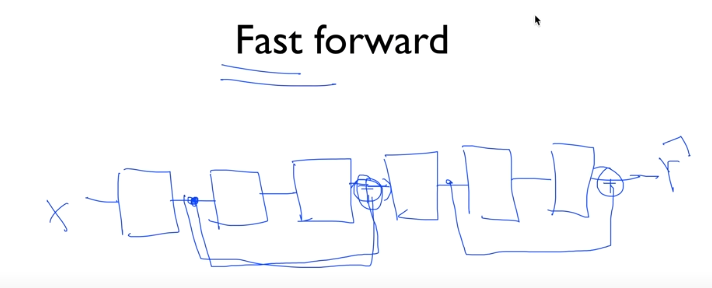 Fast forward
x
+
+
r̂